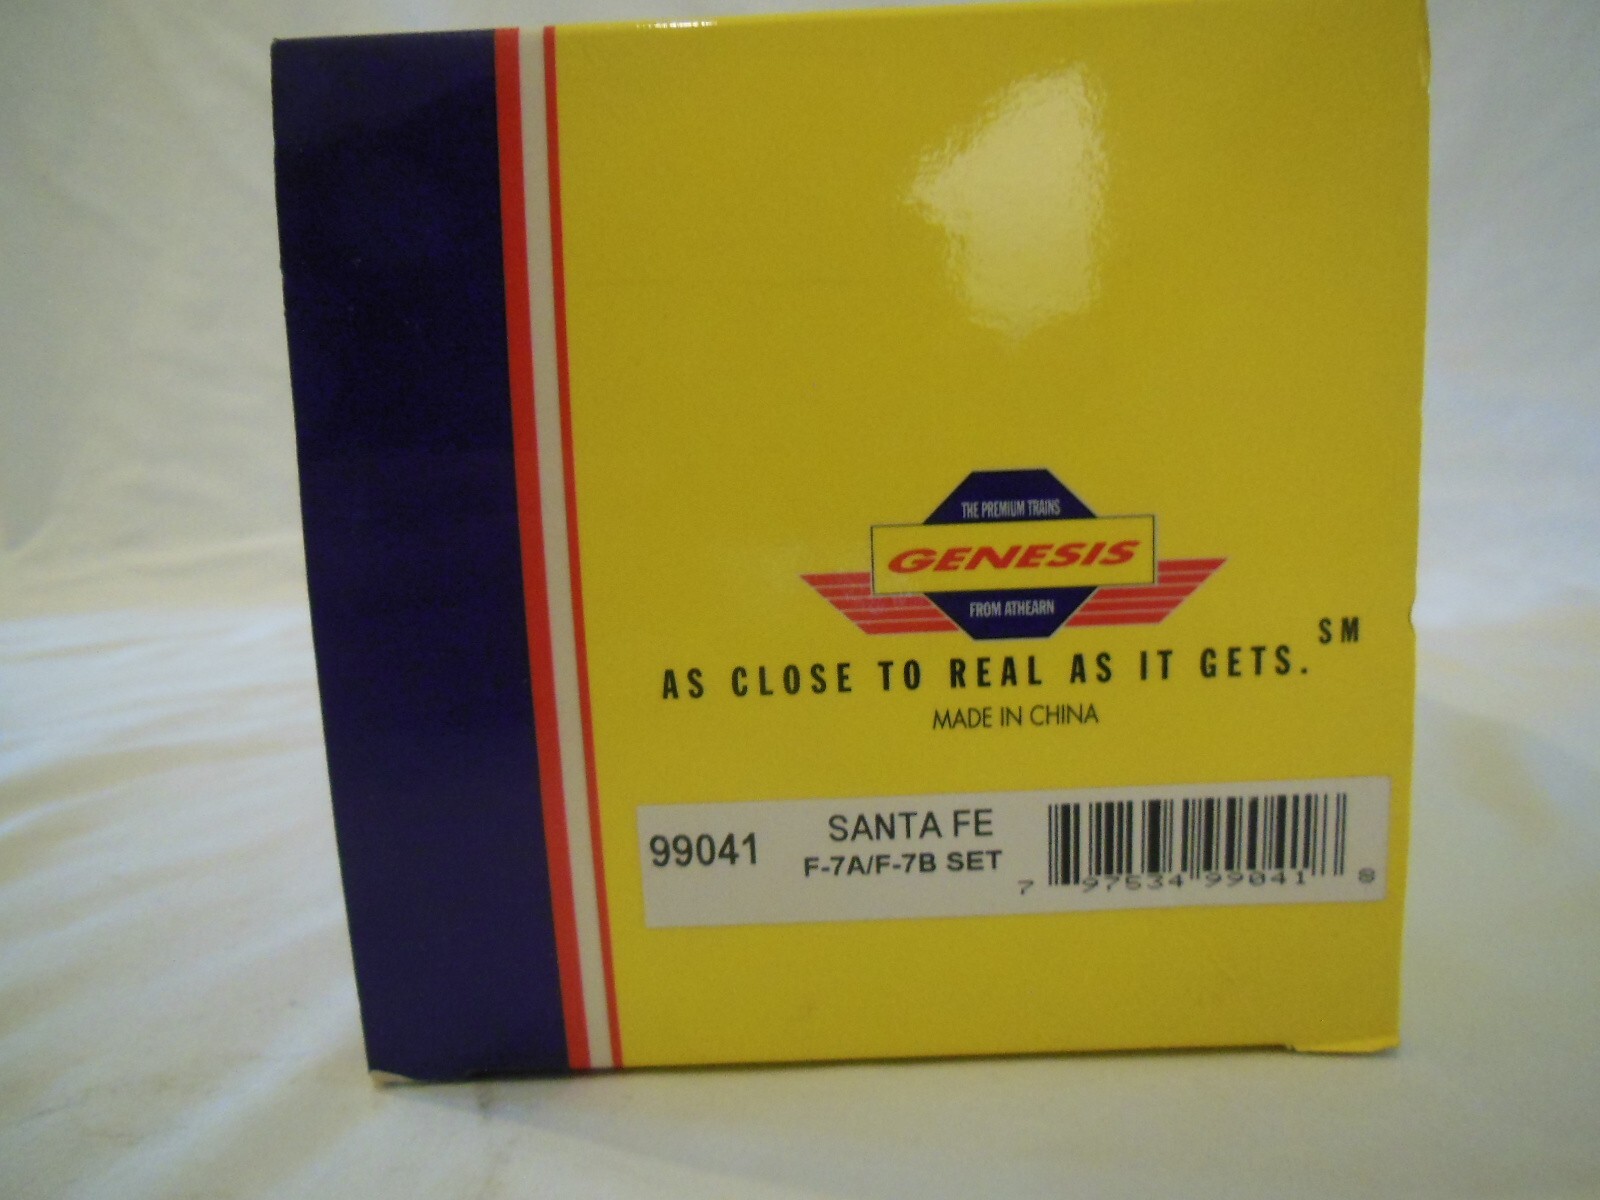 THE PREMIUM TRAINS
GENESIS
FROM ATHEARN
AS CLOSE TO REAL AS IT GETS. SM
MADE IN CHINA
99041
SANTA FE
F-7A/F-7B SET
7 97534 99041 8